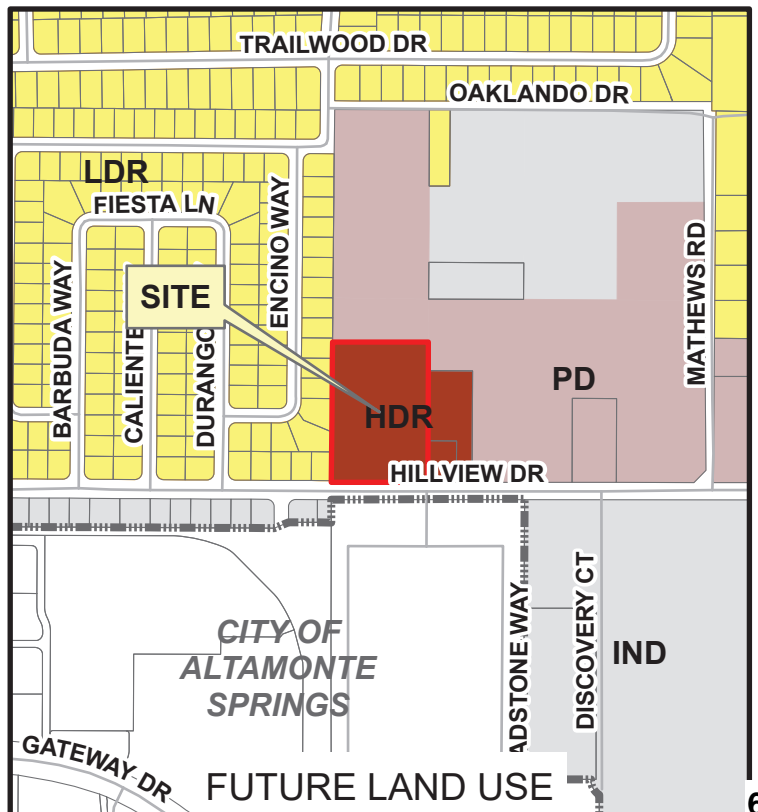 TRAILWOOD DR
OAKLANDO DR
LDR
FIESTA LN
ENCINO WAY
MATHEWS RD
SITE
BARBUDA WAY
CALIENTE
DURANGO
PD
HDR
HILLVIEW DR
CITY OF
ALTAMONTE
SPRINGS
ADSTONE WAY
DISCOVERY CT
IND
GATEWAY DR
FUTURE LAND USE